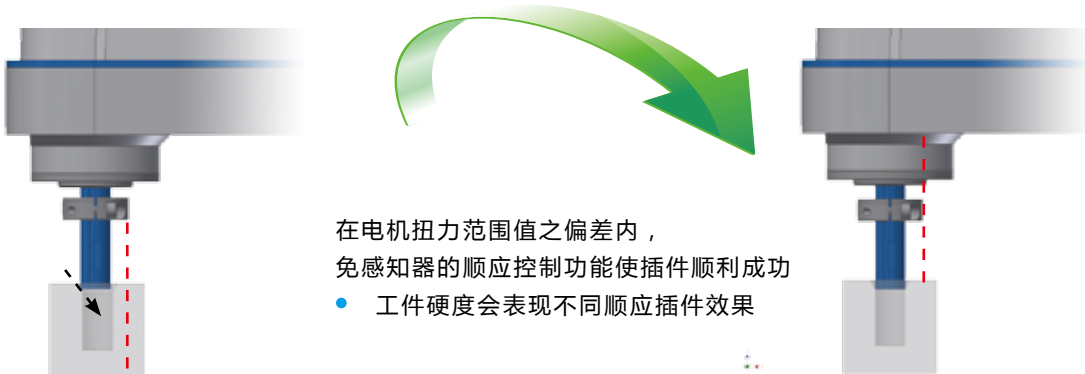 在电机扭力范围值之偏差内，
免感知器的顺应控制功能使插件顺利成功
● 工件硬度会表现不同顺应插件效果